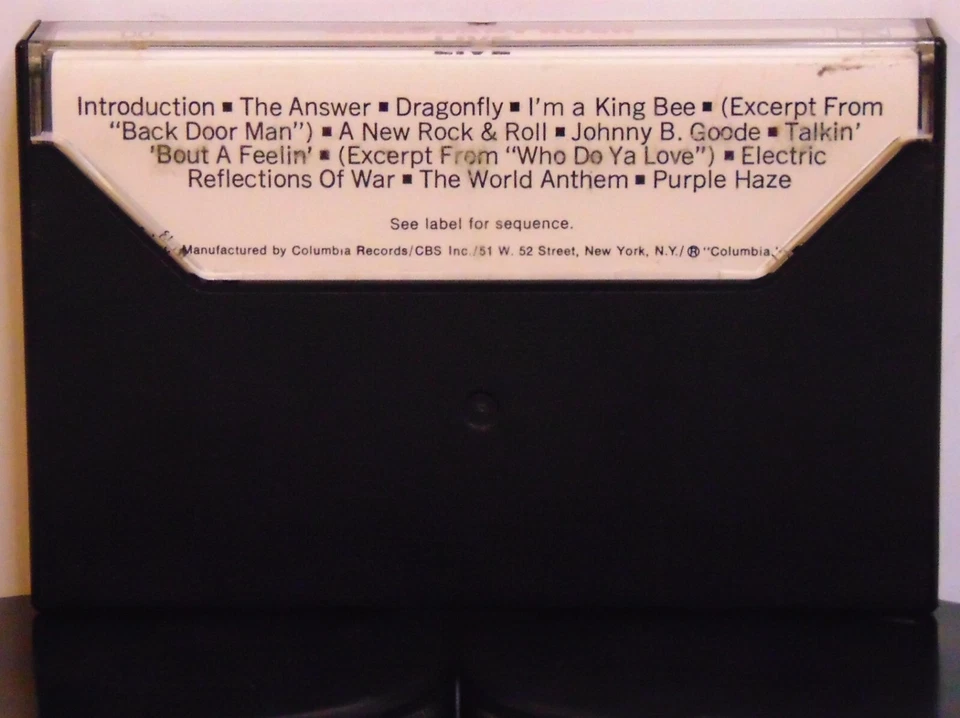 LIVE
Introduction ■ The Answer ■ Dragonfly ■ I'm a King Bee ■ (Excerpt From
“Back Door Man”) ■ A New Rock & Roll ■ Johnny B. Goode ■ Talkin'
'Bout A Feelin' ■ (Excerpt From “Who Do Ya Love”) ■ Electric
Reflections Of War ■ The World Anthem ■ Purple Haze
See label for sequence.
Manufactured by Columbia Records/CBS Inc./51 W. 52 Street, New York, N.Y./ ® “Columbia,”